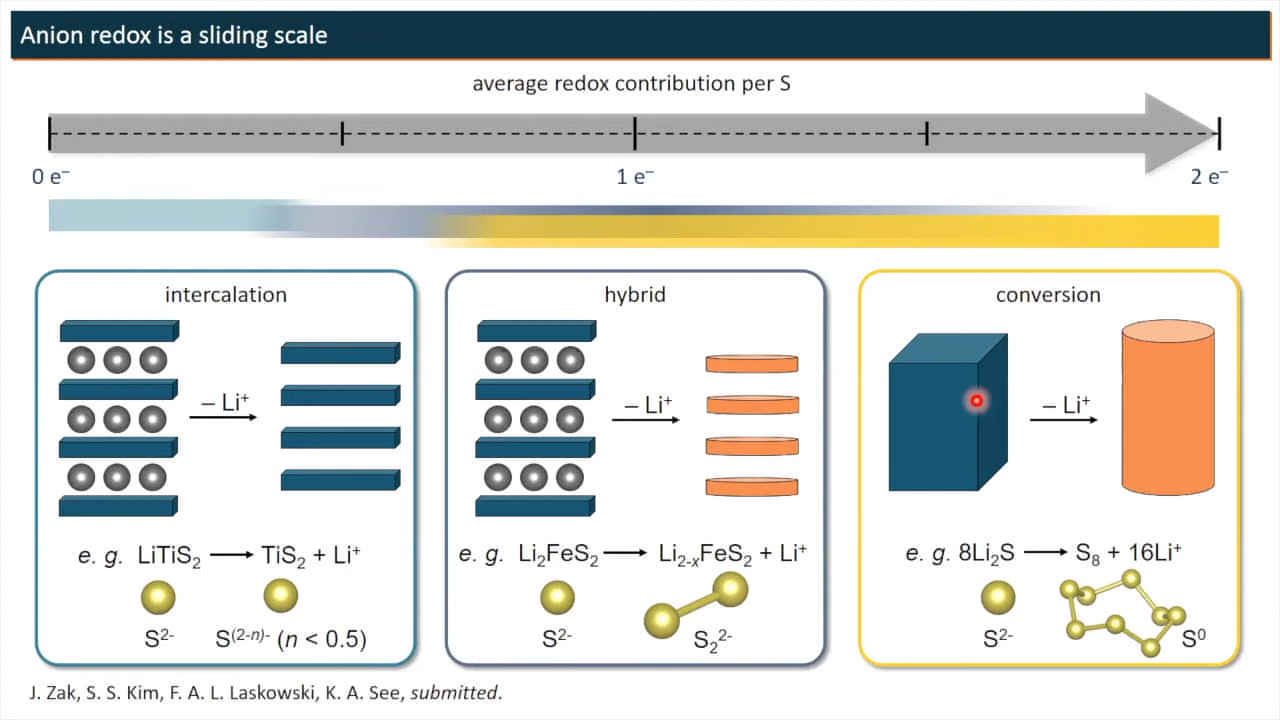 Anion redox is a sliding scale
average redox contribution per S
0 e⁻ 1 e⁻ 2 e⁻
intercalation
– Li⁺
e. g. LiTiS₂ ⟶ TiS₂ + Li⁺
S²⁻ S⁽²⁻ⁿ⁾⁻ (n < 0.5)
hybrid
– Li⁺
e. g. Li₂FeS₂ ⟶ Li₂₋ₓFeS₂ + Li⁺
S²⁻ S₂²⁻
conversion
– Li⁺
e. g. 8Li₂S ⟶ S₈ + 16Li⁺
S²⁻ S⁰
J. Zak, S. S. Kim, F. A. L. Laskowski, K. A. See, submitted.